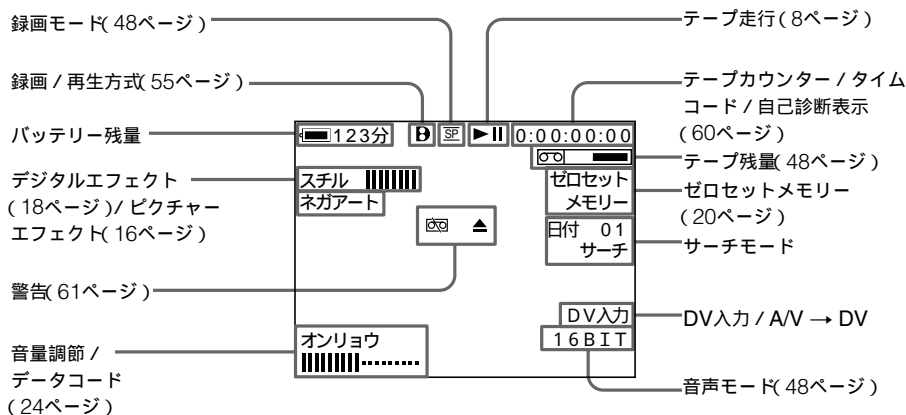 録画モード(48ページ)
録画 / 再生方式(55ページ)
バッテリー残量
デジタルエフェクト
(18ページ)/ ピクチャー
エフェクト(16ページ)
警告(61ページ)
音量調節 /
データコード
(24ページ)
123分 SP 0:00:00:00
スチル
ネガアート
ゼロセット
メモリー
日付 01
サーチ
DV入力
16BIT
オンリョウ
テープ走行(8ページ)
テープカウンター / タイム
コード / 自己診断表示
(60ページ)
テープ残量(48ページ)
ゼロセットメモリー
(20ページ)
サーチモード
DV入力 / A/V → DV
音声モード(48ページ)